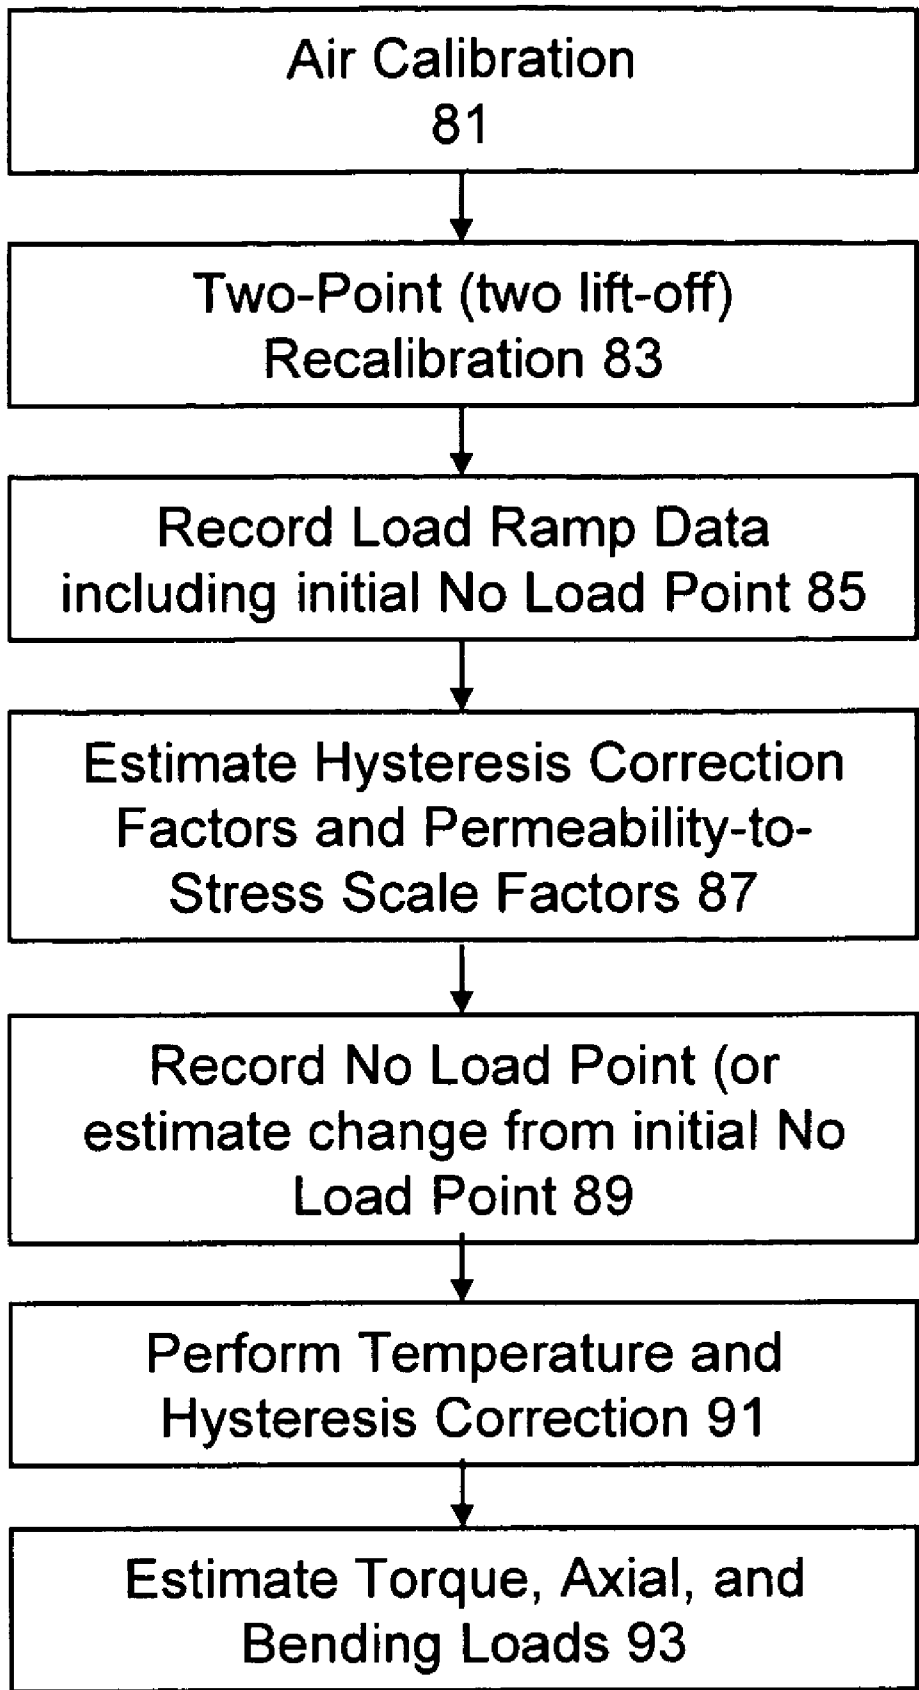 Air Calibration
81
Two-Point (two lift-off)
Recalibration 83
Record Load Ramp Data
including initial No Load Point 85
Estimate Hysteresis Correction
Factors and Permeability-to-
Stress Scale Factors 87
Record No Load Point (or
estimate change from initial No
Load Point 89
Perform Temperature and
Hysteresis Correction 91
Estimate Torque, Axial, and
Bending Loads 93